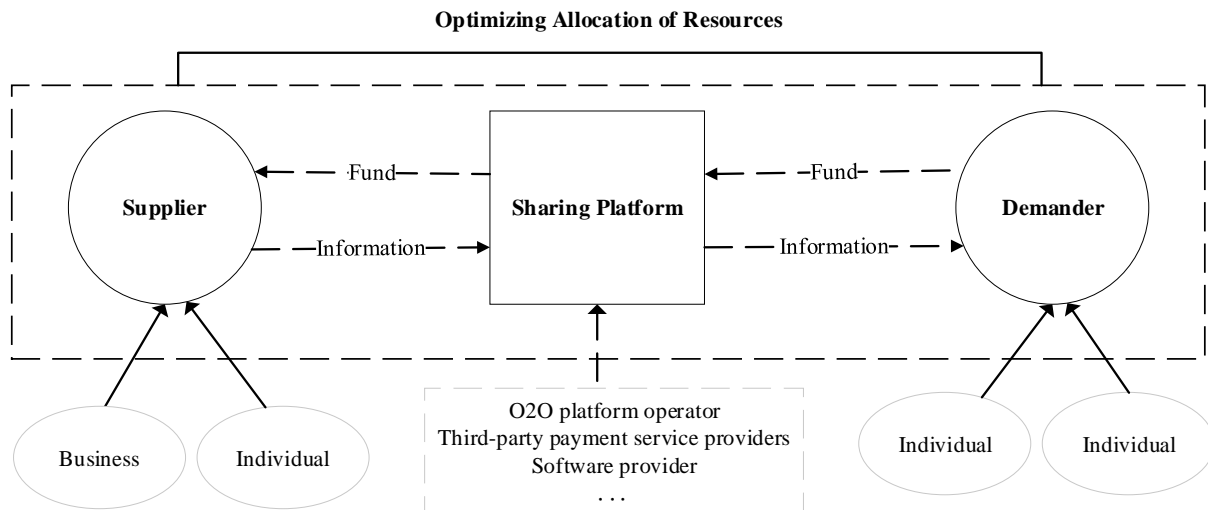 Optimizing Allocation of Resources
Fund
Fund
Supplier
Sharing Platform
Demander
Information
Information
O2O platform operator
Third-party payment service providers
Software provider
. . .
Business
Individual
Individual
Individual